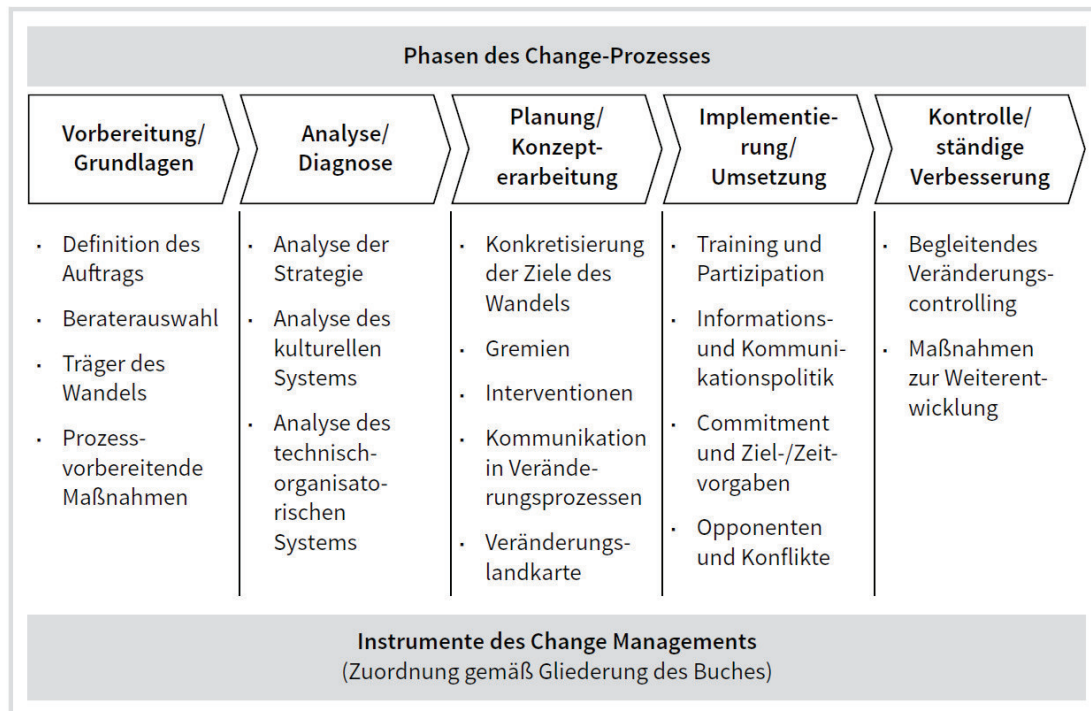 Phasen des Change-Prozesses
Vorbereitung/
Grundlagen
Analyse/
Diagnose
Planung/
Konzept-
erarbeitung
Implementie-
rung/
Umsetzung
Kontrolle/
ständige
Verbesserung
· Definition des
Auftrags
· Beraterauswahl
· Träger des
Wandels
· Prozess-
vorbereitende
Maßnahmen
· Analyse der
Strategie
· Analyse des
kulturellen
Systems
· Analyse des
technisch-
organisato-
rischen
Systems
· Konkretisierung
der Ziele des
Wandels
· Gremien
· Interventionen
· Kommunikation
in Verände-
rungsprozessen
· Veränderungs-
landkarte
· Training und
Partizipation
· Informations-
und Kommuni-
kationspolitik
· Commitment
und Ziel-/Zeit-
vorgaben
· Opponenten
und Konflikte
· Begleitendes
Veränderungs-
controlling
· Maßnahmen
zur Weiterent-
wicklung
Instrumente des Change Managements
(Zuordnung gemäß Gliederung des Buches)